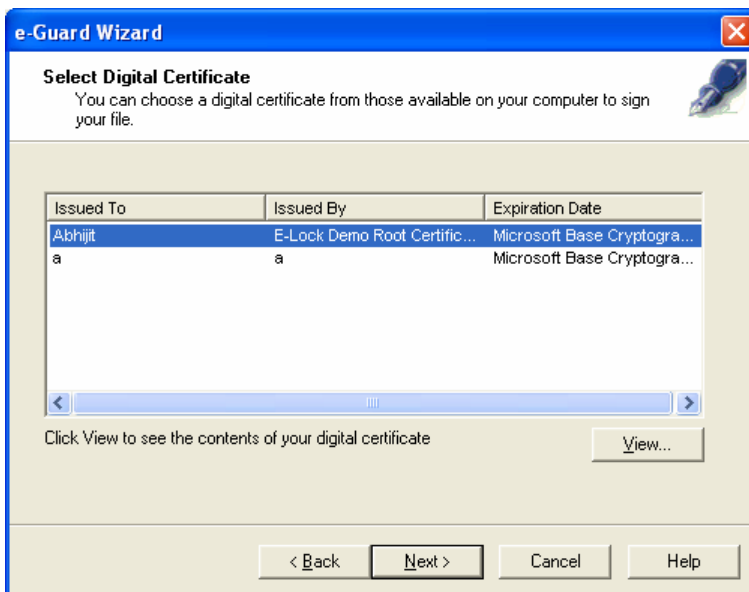 e-Guard Wizard
Select Digital Certificate
You can choose a digital certificate from those available on your computer to sign
your file.
Issued To Issued By Expiration Date
Abhijit E-Lock Demo Root Certific... Microsoft Base Cryptogra...
a a Microsoft Base Cryptogra...
Click View to see the contents of your digital certificate View...
< Back Next > Cancel Help